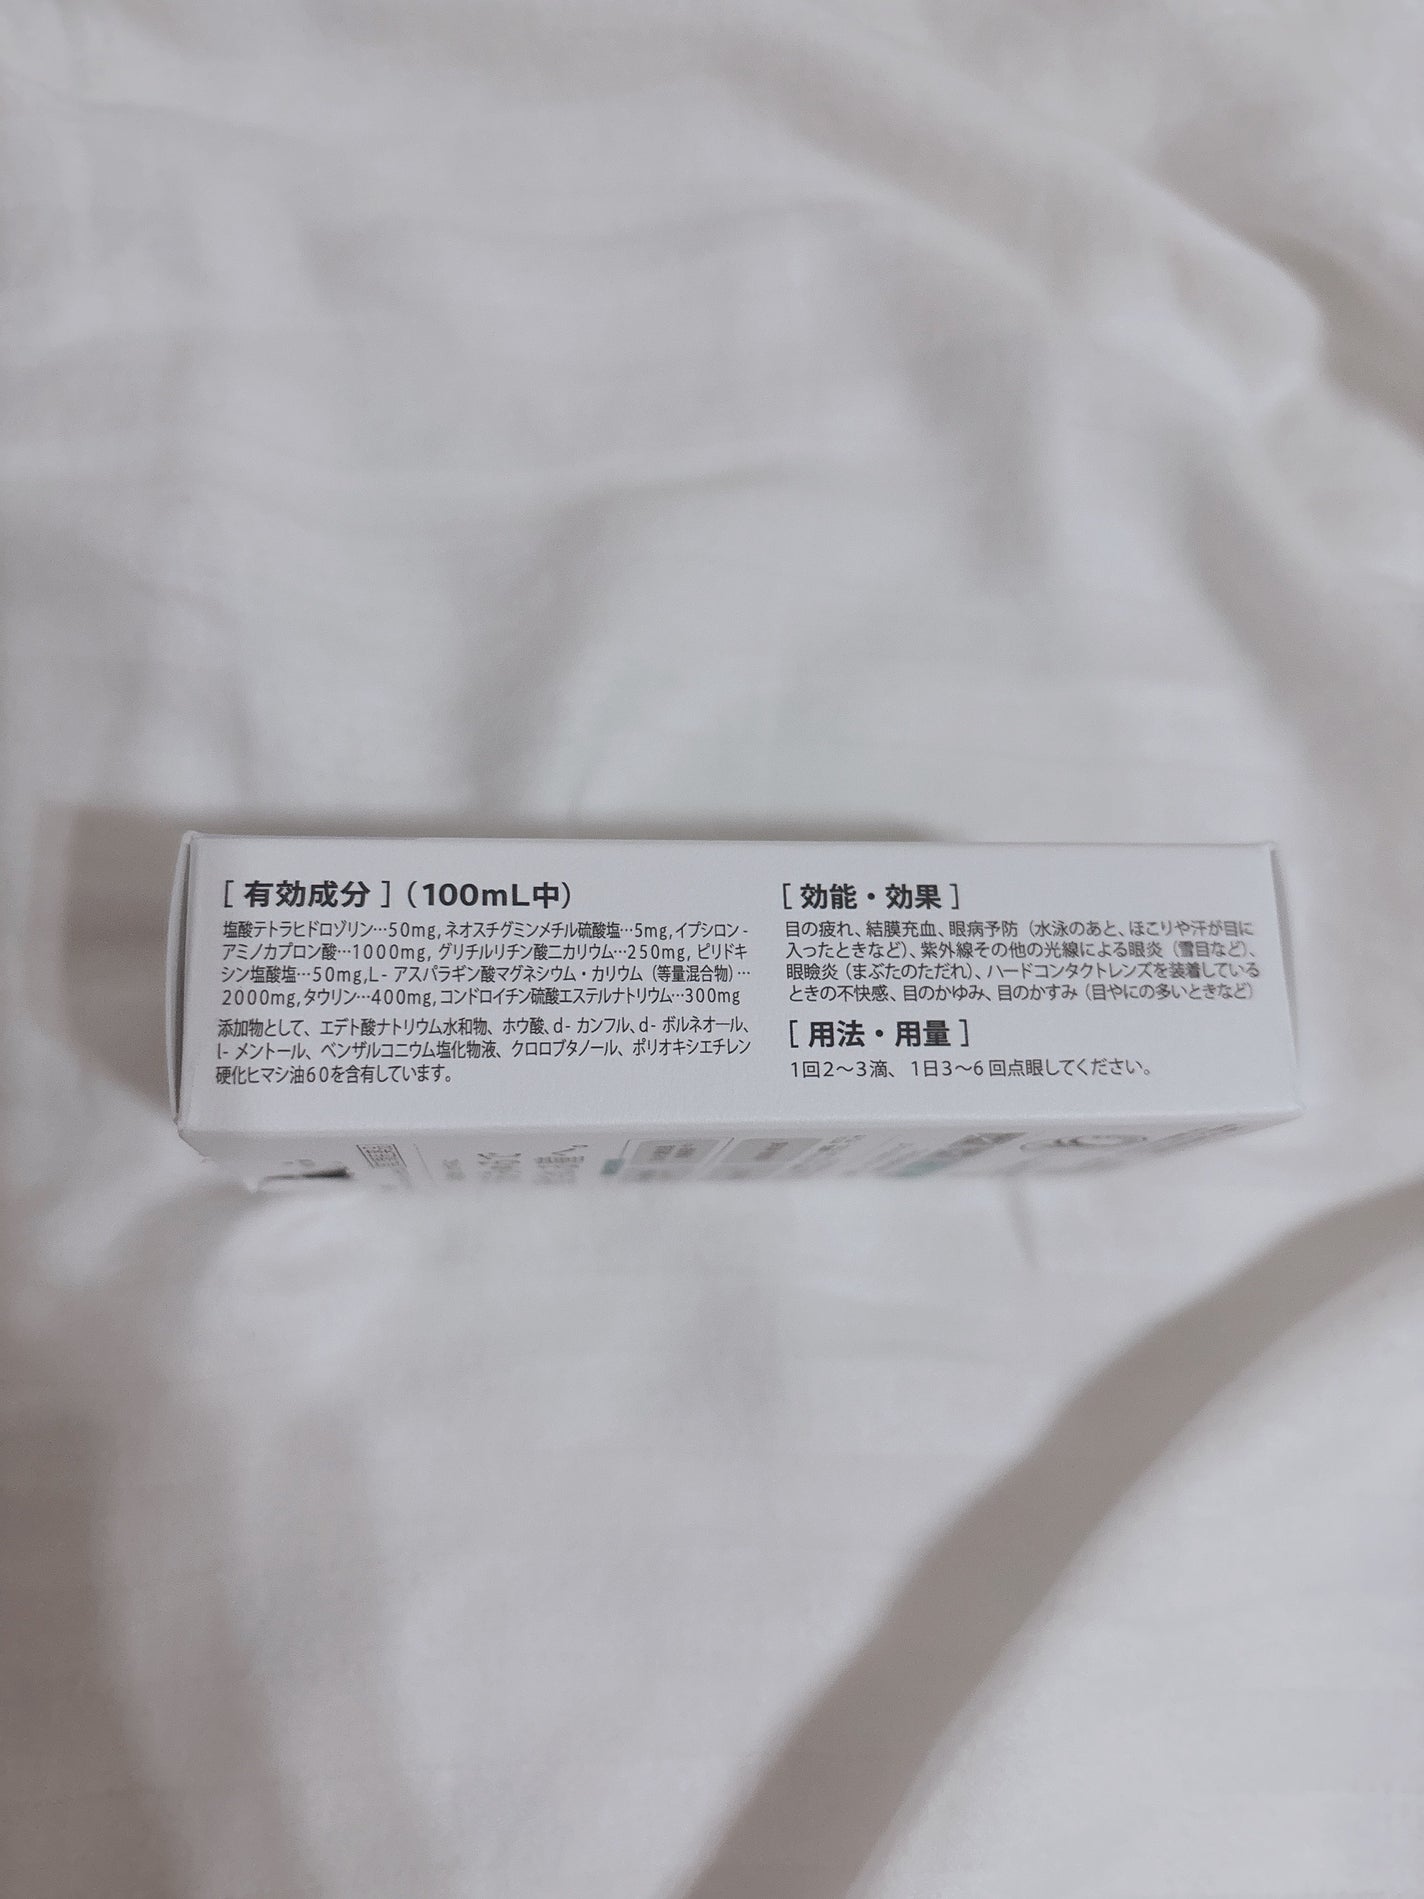 [ 有効成分 ]（100mL中）
塩酸テトラヒドロゾリン…50mg, ネオスチグミンメチル硫酸塩…5mg, イプシロン -
アミノカプロン酸…1000mg, グリチルリチン酸二カリウム…250mg, ピリドキ
シン塩酸塩…50mg, L- アスパラギン酸マグネシウム・カリウム（等量混合物）…
2000mg, タウリン…400mg, コンドロイチン硫酸エステルナトリウム…300mg
添加物として、エデト酸ナトリウム水和物、ホウ酸、d- カンフル、d- ボルネオール、
l- メントール、ベンザルコニウム塩化物液、クロロブタノール、ポリオキシエチレン
硬化ヒマシ油60を含有しています。
[ 効能・効果 ]
目の疲れ、結膜充血、眼病予防（水泳のあと、ほこりや汗が目に
入ったときなど）、紫外線その他の光線による眼炎（雪目など）、
眼瞼炎（まぶたのただれ）、ハードコンタクトレンズを装着している
ときの不快感、目のかゆみ、目のかすみ（目やにの多いときなど）
[ 用法・用量 ]
1回2～3滴、1日3～6回点眼してください。